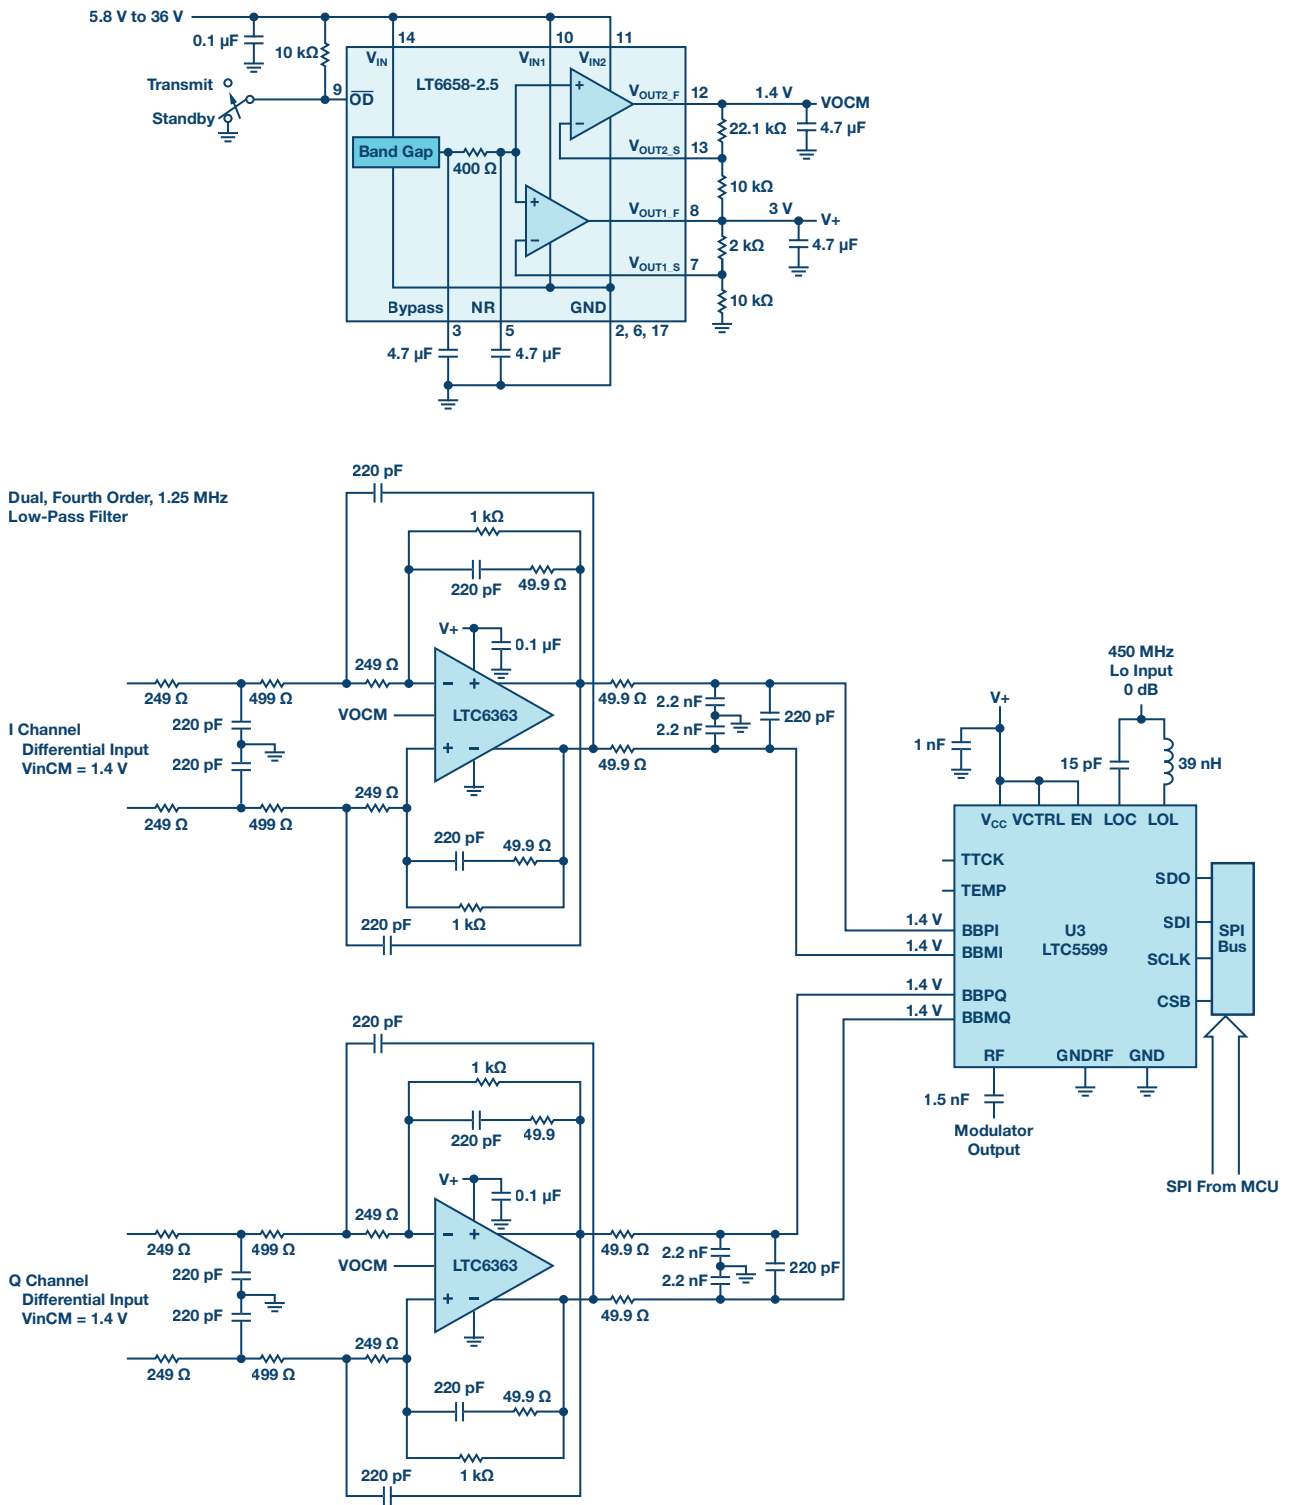 5.8 V to 36 V
0.1 µF
10 kΩ
14
10
11
VIN
VIN1
VIN2
LT6658-2.5
Transmit
9
OD
Standby
VOUT2_F
12
1.4 V
VOCM
22.1 kΩ
4.7 µF
Band Gap
400 Ω
VOUT2_S
13
10 kΩ
VOUT1_F
8
3 V
V+
2 kΩ
4.7 µF
VOUT1_S
7
10 kΩ
Bypass
NR
GND
3
5
2, 6, 17
4.7 µF
4.7 µF
Dual, Fourth Order, 1.25 MHz
Low-Pass Filter
220 pF
1 kΩ
220 pF
49.9 Ω
V+
0.1 µF
249 Ω
249 Ω
499 Ω
VOCM
LTC6363
49.9 Ω
2.2 nF
2.2 nF
220 pF
49.9 Ω
220 pF
220 pF
I Channel
Differential Input
VinCM = 1.4 V
249 Ω
249 Ω
499 Ω
220 pF
49.9 Ω
1 kΩ
220 pF
450 MHz
Lo Input
0 dB
V+
1 nF
15 pF
39 nH
VCC
VCTRL
EN
LOC
LOL
TTCK
TEMP
SDO
SDI
SCLK
CSB
SPI
Bus
U3
LTC5599
1.4 V
BBPI
1.4 V
BBMI
1.4 V
BBPQ
1.4 V
BBMQ
RF
GNDRF
GND
1.5 nF
Modulator
Output
SPI From MCU
220 pF
1 kΩ
220 pF
49.9
V+
0.1 µF
249 Ω
249 Ω
499 Ω
VOCM
LTC6363
49.9 Ω
2.2 nF
2.2 nF
220 pF
49.9 Ω
220 pF
220 pF
Q Channel
Differential Input
VinCM = 1.4 V
249 Ω
249 Ω
499 Ω
220 pF
49.9 Ω
1 kΩ
220 pF